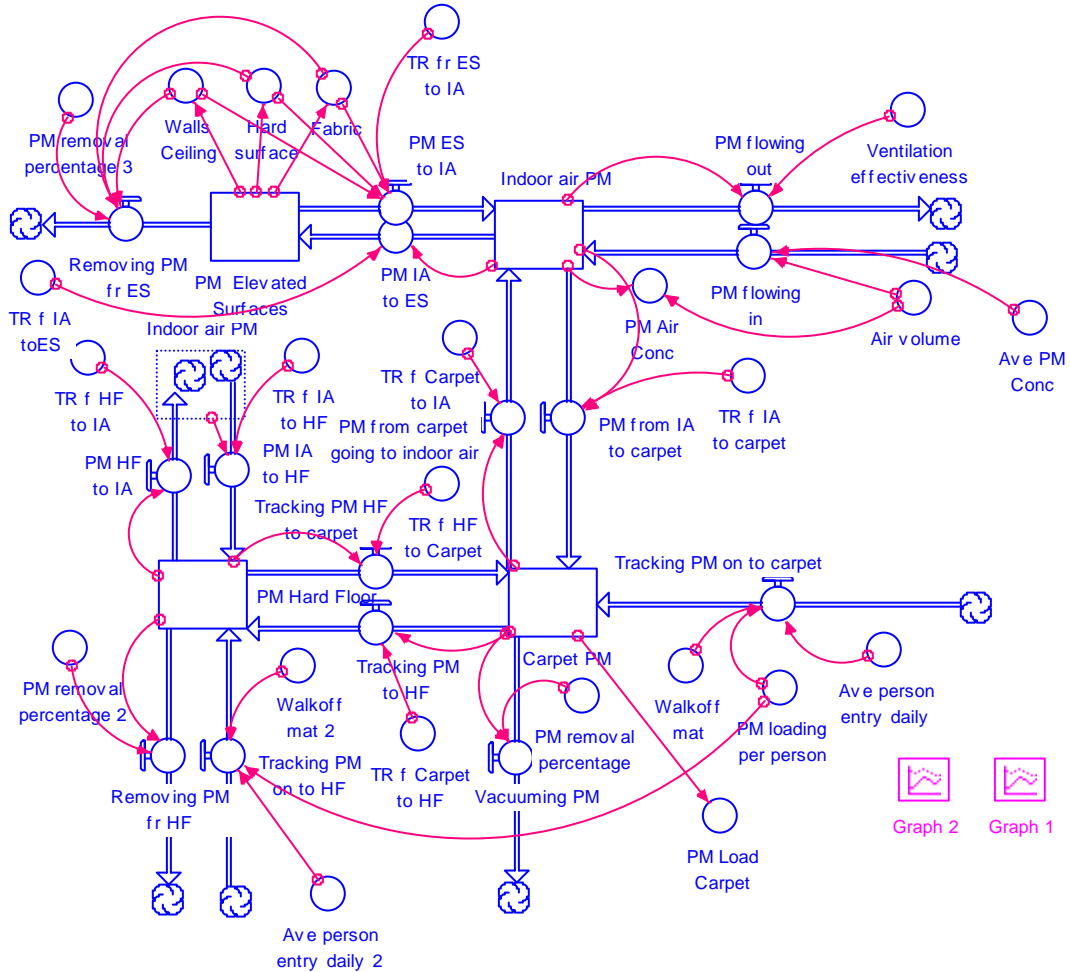 TR fr ES
to IA
PM removal
percentage 3
Walls
Ceiling
Hard
surface
Fabric
PM ES
to IA
Indoor air PM
PM flowing
out
Ventilation
effectiveness
Removing PM
fr ES
PM Elevated
Surfaces
PM IA
to ES
PM flowing
in
Air volume
Ave PM
Conc
TR f IA
toES
Indoor air PM
PM Air
Conc
TR f HF
to IA
TR f IA
to HF
TR f Carpet
to IA
PM from carpet
going to indoor air
PM from IA
to carpet
TR f IA
to carpet
PM HF
to IA
PM IA
to HF
Tracking PM HF
to carpet
TR f HF
to Carpet
Tracking PM on to carpet
PM Hard Floor
Carpet PM
Tracking PM
to HF
PM removal
percentage 2
Walkoff
mat 2
Walkoff
mat
PM loading
per person
Ave person
entry daily
PM removal
percentage
Removing PM
fr HF
Tracking PM
on to HF
TR f Carpet
to HF
Vacuuming PM
PM Load
Carpet
Graph 2
Graph 1
Ave person
entry daily 2